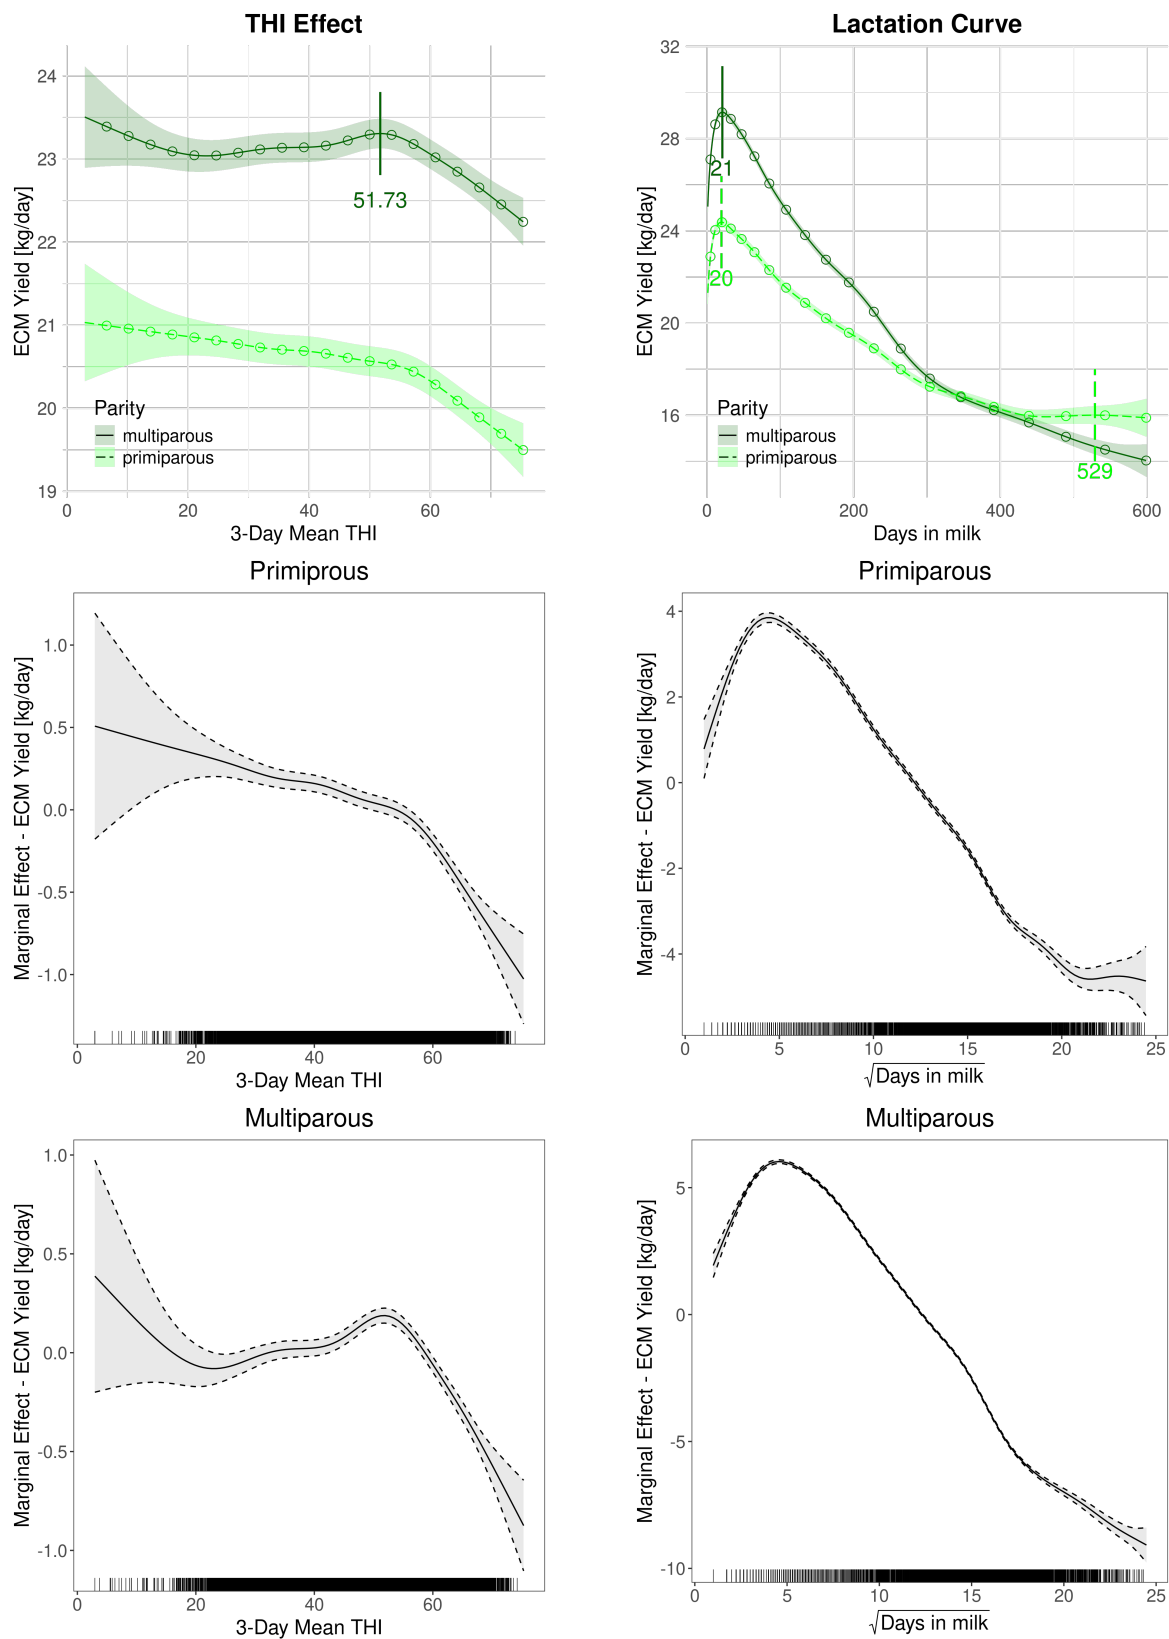 THI Effect
24
23
22
21
20
19
ECM Yield [kg/day]
51.73
Parity
multiparous
primiparous
0 20 40 60
3-Day Mean THI
Lactation Curve
32
28
24
20
16
ECM Yield [kg/day]
21
20
529
Parity
multiparous
primiparous
0 200 400 600
Days in milk
Primiprous
1.0
0.5
0.0
-0.5
-1.0
Marginal Effect - ECM Yield [kg/day]
0 20 40 60
3-Day Mean THI
Primiparous
4
2
0
-2
-4
Marginal Effect - ECM Yield [kg/day]
0 5 10 15 20 25
√Days in milk
Multiparous
1.0
0.5
0.0
-0.5
-1.0
Marginal Effect - ECM Yield [kg/day]
0 20 40 60
3-Day Mean THI
Multiparous
5
0
-5
-10
Marginal Effect - ECM Yield [kg/day]
0 5 10 15 20 25
√Days in milk